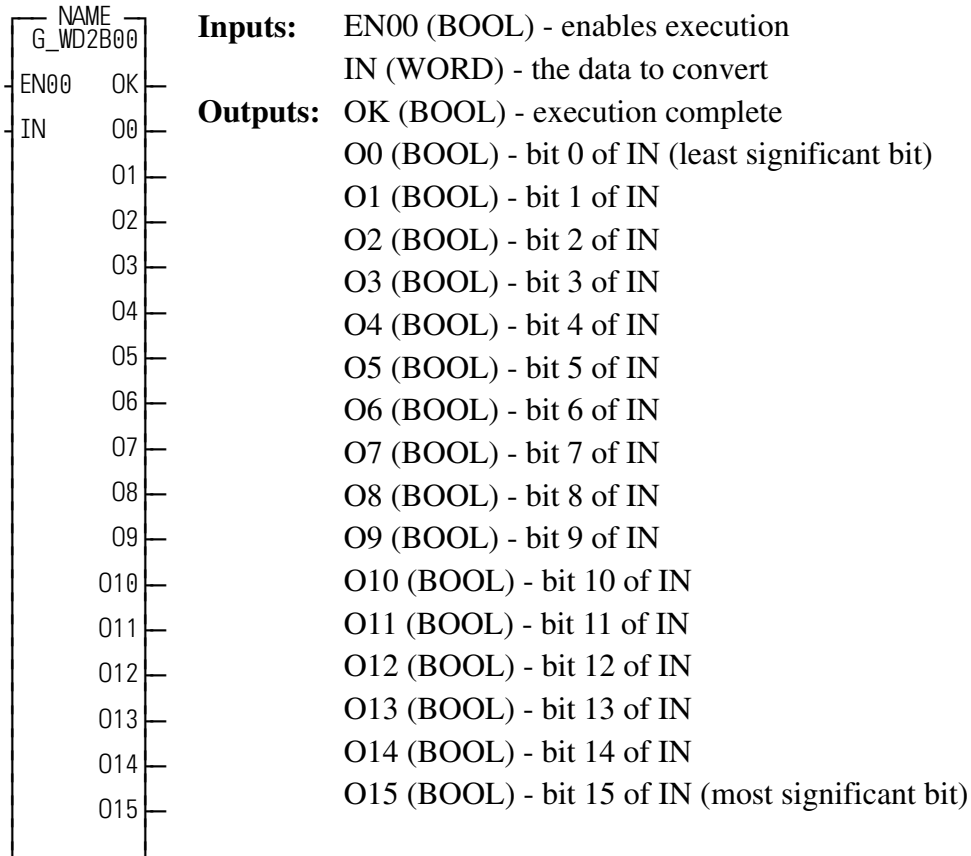 NAME
G_WD2B00
EN00 OK
IN O0
O1
O2
O3
O4
O5
O6
O7
O8
O9
O10
O11
O12
O13
O14
O15
Inputs: EN00 (BOOL) - enables execution
IN (WORD) - the data to convert
Outputs: OK (BOOL) - execution complete
O0 (BOOL) - bit 0 of IN (least significant bit)
O1 (BOOL) - bit 1 of IN
O2 (BOOL) - bit 2 of IN
O3 (BOOL) - bit 3 of IN
O4 (BOOL) - bit 4 of IN
O5 (BOOL) - bit 5 of IN
O6 (BOOL) - bit 6 of IN
O7 (BOOL) - bit 7 of IN
O8 (BOOL) - bit 8 of IN
O9 (BOOL) - bit 9 of IN
O10 (BOOL) - bit 10 of IN
O11 (BOOL) - bit 11 of IN
O12 (BOOL) - bit 12 of IN
O13 (BOOL) - bit 13 of IN
O14 (BOOL) - bit 14 of IN
O15 (BOOL) - bit 15 of IN (most significant bit)